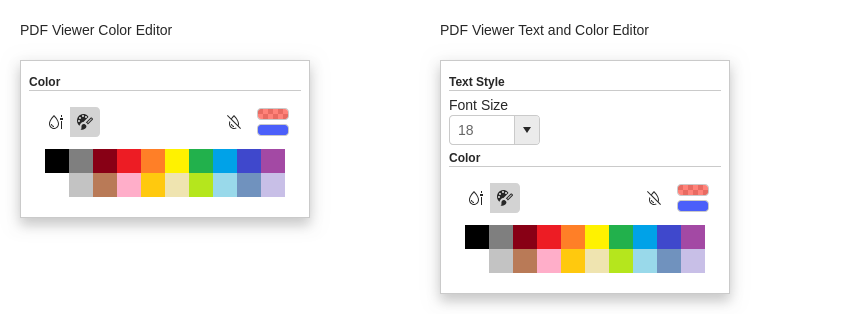 PDF Viewer Color Editor
Color
PDF Viewer Text and Color Editor
Text Style
Font Size
18
Color